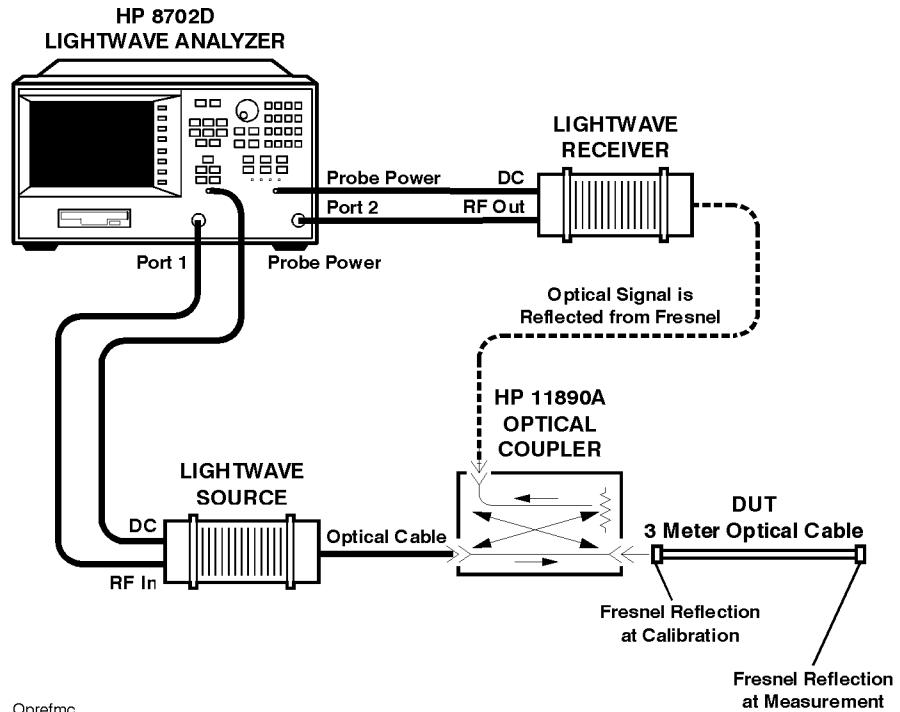 HP 8702D
LIGHTWAVE ANALYZER
LIGHTWAVE
RECEIVER
Probe Power
DC
Port 2
RF Out
Port 1
Probe Power
Optical Signal is
Reflected from Fresnel
HP 11890A
OPTICAL
COUPLER
LIGHTWAVE
SOURCE
DUT
3 Meter Optical Cable
DC
Optical Cable
RF In
Fresnel Reflection
at Calibration
Fresnel Reflection
at Measurement
Oprefmc